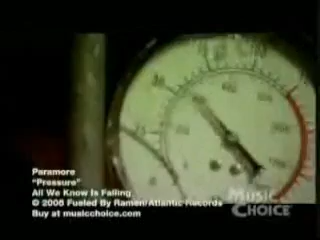 Paramore
"Pressure"
All We Know Is Falling
© 2005 Fueled By Ramen/Atlantic Records
Buy at musicchoice.com
Music
CHOICE